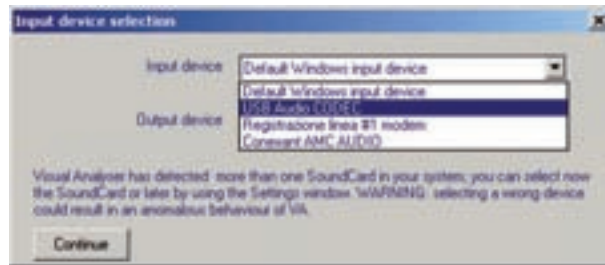 Input device selection
Input device
Default Windows input device
Default Windows input device
USB Audio CODEC
Registrazione linea #1 modem
Conexant AMC AUDIO
Output device
Visual Analyser has detected more than one SoundCard in your system; you can select now
the SoundCard or later by using the Settings window. WARNING: selecting a wrong device
could result in an anomalous behaviour of VA.
Continue